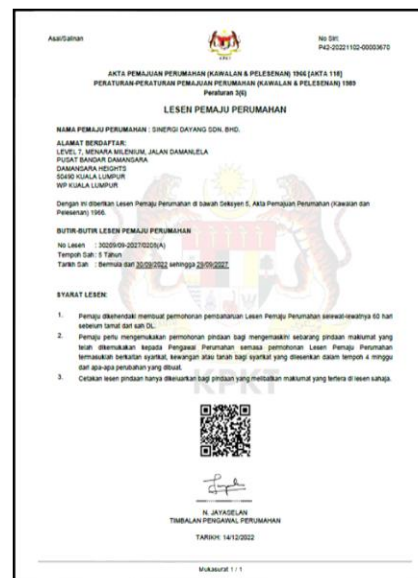 Asal/Salinan
No Siri:
P42-20221102-00003670
KPKT
AKTA PEMAJUAN PERUMAHAN (KAWALAN & PELESENAN) 1966 [AKTA 118]
PERATURAN-PERATURAN PEMAJUAN PERUMAHAN (KAWALAN & PELESENAN) 1989
Peraturan 3(6)
LESEN PEMAJU PERUMAHAN
NAMA PEMAJU PERUMAHAN : SINERGI DAYANG SDN. BHD.
ALAMAT BERDAFTAR:
LEVEL 7, MENARA MILENIUM, JALAN DAMANLELA
PUSAT BANDAR DAMANSARA
DAMANSARA HEIGHTS
50490 KUALA LUMPUR
WP KUALA LUMPUR
Dengan ini diberikan Lesen Pemaju Perumahan di bawah Seksyen 5, Akta Pemajuan Perumahan (Kawalan dan
Pelesenan) 1966.
BUTIR-BUTIR LESEN PEMAJU PERUMAHAN
No Lesen : 30209/09-2027/0208(A)
Tempoh Sah : 5 Tahun
Tarikh Sah : Bermula dari 30/09/2022 sehingga 29/09/2027
SYARAT LESEN:
1. Pemaju dikehendaki membuat permohonan pembaharuan Lesen Pemaju Perumahan selewat-lewatnya 60 hari
sebelum tamat dari sah DL.
2. Pemaju perlu mengemukakan permohonan pindaan bagi mengemaskini sebarang pindaan maklumat yang
telah dikemukakan kepada Pengawal Perumahan semasa permohonan Lesen Pemaju Perumahan
termasuklah berkaitan syarikat, kewangan atau tanah bagi syarikat yang dilesenkan dalam tempoh 4 minggu
dari apa-apa perubahan yang dibuat.
3. Cetakan lesen pindaan hanya dikeluarkan bagi pindaan yang melibatkan maklumat yang tertera di lesen sahaja.
KPKT
N. JAYASELAN
TIMBALAN PENGAWAL PERUMAHAN
TARIKH: 14/12/2022
Mukasurat 1 / 1